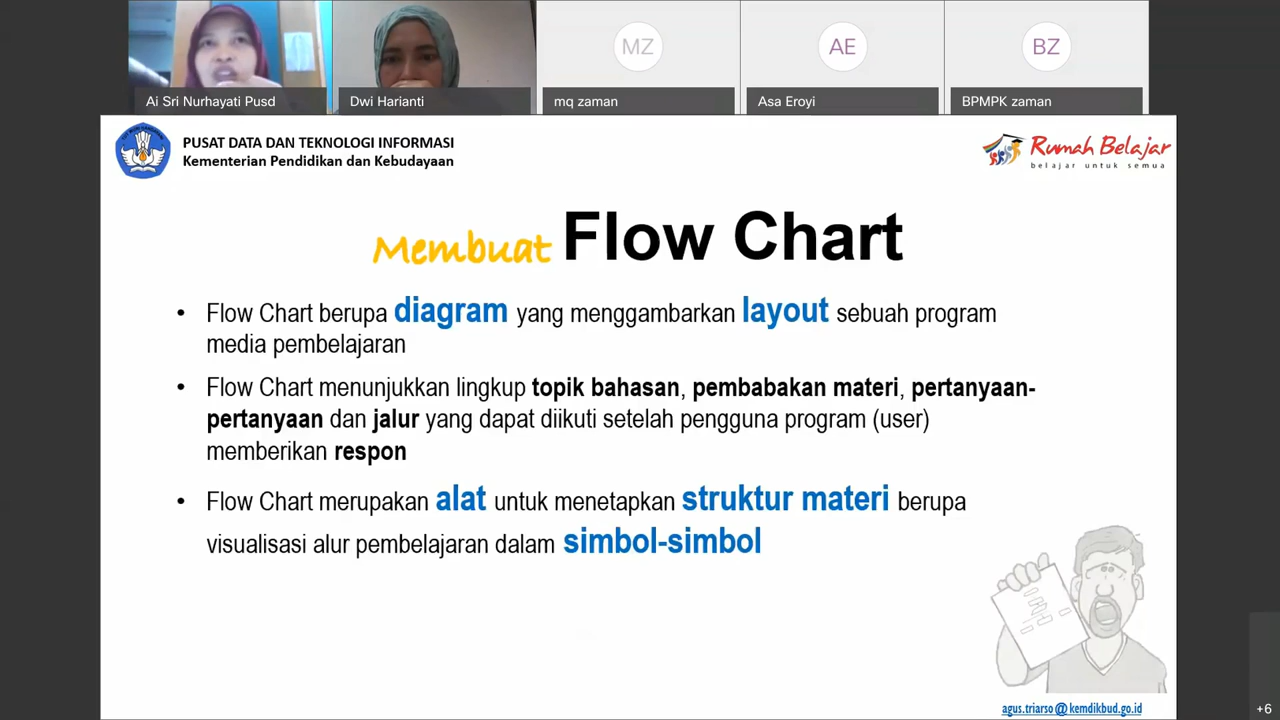 MZ
AE
BZ
Ai Sri Nurhayati Pusd
Dwi Harianti
mq zaman
Asa Eroyi
BPMPK zaman
PUSAT DATA DAN TEKNOLOGI INFORMASI
Kementerian Pendidikan dan Kebudayaan
Rumah Belajar
belajar untuk semua
Membuat Flow Chart
• Flow Chart berupa diagram yang menggambarkan layout sebuah program
media pembelajaran
• Flow Chart menunjukkan lingkup topik bahasan, pembabakan materi, pertanyaan-
pertanyaan dan jalur yang dapat diikuti setelah pengguna program (user)
memberikan respon
• Flow Chart merupakan alat untuk menetapkan struktur materi berupa
visualisasi alur pembelajaran dalam simbol-simbol
agus.triarso@kemdikbud.go.id
+6